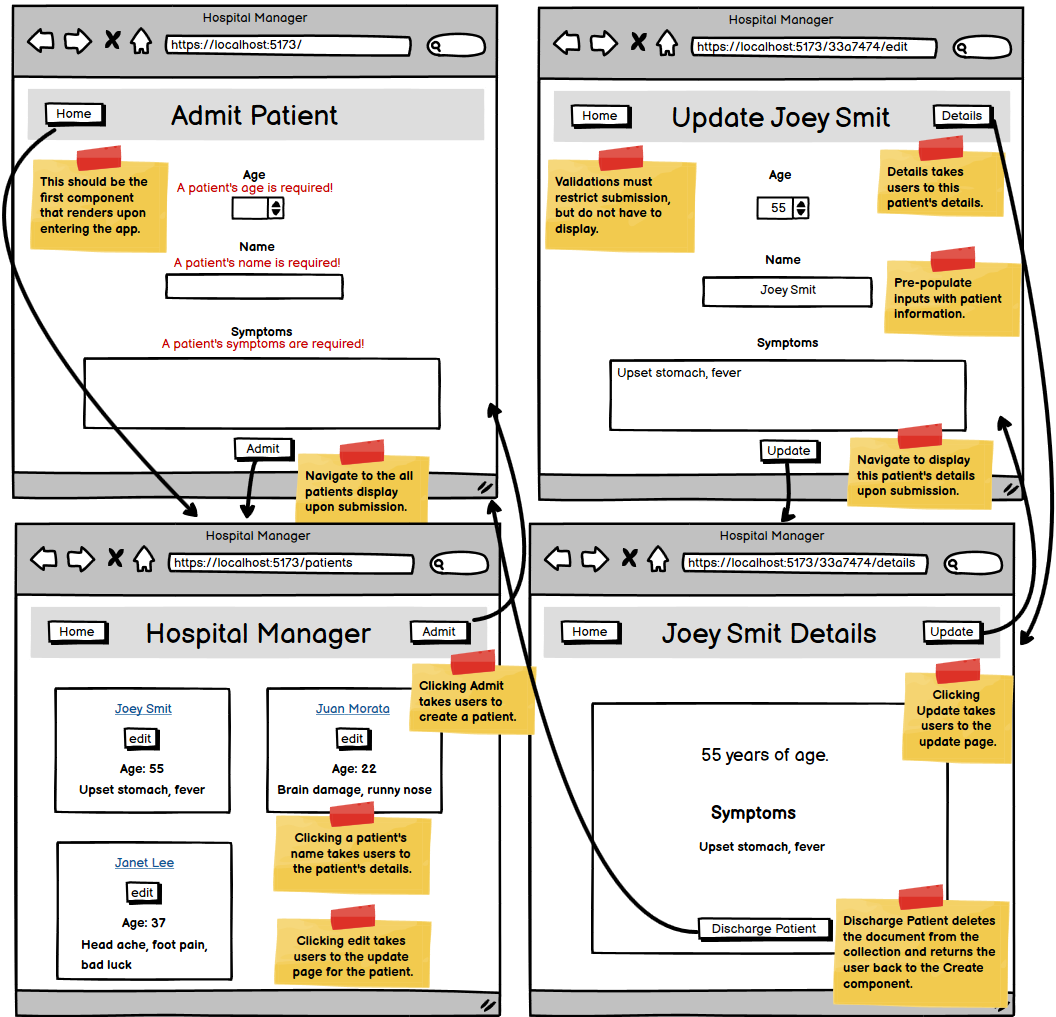 Hospital Manager
https://localhost:5173/
Home
Admit Patient
This should be the
first component
that renders upon
entering the app.
Age
A patient's age is required!
Name
A patient's name is required!
Symptoms
A patient's symptoms are required!
Admit
Navigate to the all
patients display
upon submission.
Hospital Manager
https://localhost:5173/33a7474/edit
Home
Update Joey Smit
Details
Validations must
restrict submission,
but do not have to
display.
Details takes
users to this
patient's details.
Age
55
Name
Joey Smit
Pre-populate
inputs with patient
information.
Symptoms
Upset stomach, fever
Update
Navigate to display
this patient's details
upon submission.
Hospital Manager
https://localhost:5173/patients
Home
Hospital Manager
Admit
Clicking Admit
takes users to
create a patient.
Joey Smit
edit
Age: 55
Upset stomach, fever
Juan Morata
edit
Age: 22
Brain damage, runny nose
Clicking a patient's
name takes users to
the patient's details.
Janet Lee
edit
Age: 37
Head ache, foot pain,
bad luck
Clicking edit takes
users to the update
page for the patient.
Hospital Manager
https://localhost:5173/33a7474/details
Home
Joey Smit Details
Update
Clicking
Update takes
users to the
update page.
55 years of age.
Symptoms
Upset stomach, fever
Discharge Patient
Discharge Patient deletes
the document from the
collection and returns the
user back to the Create
component.